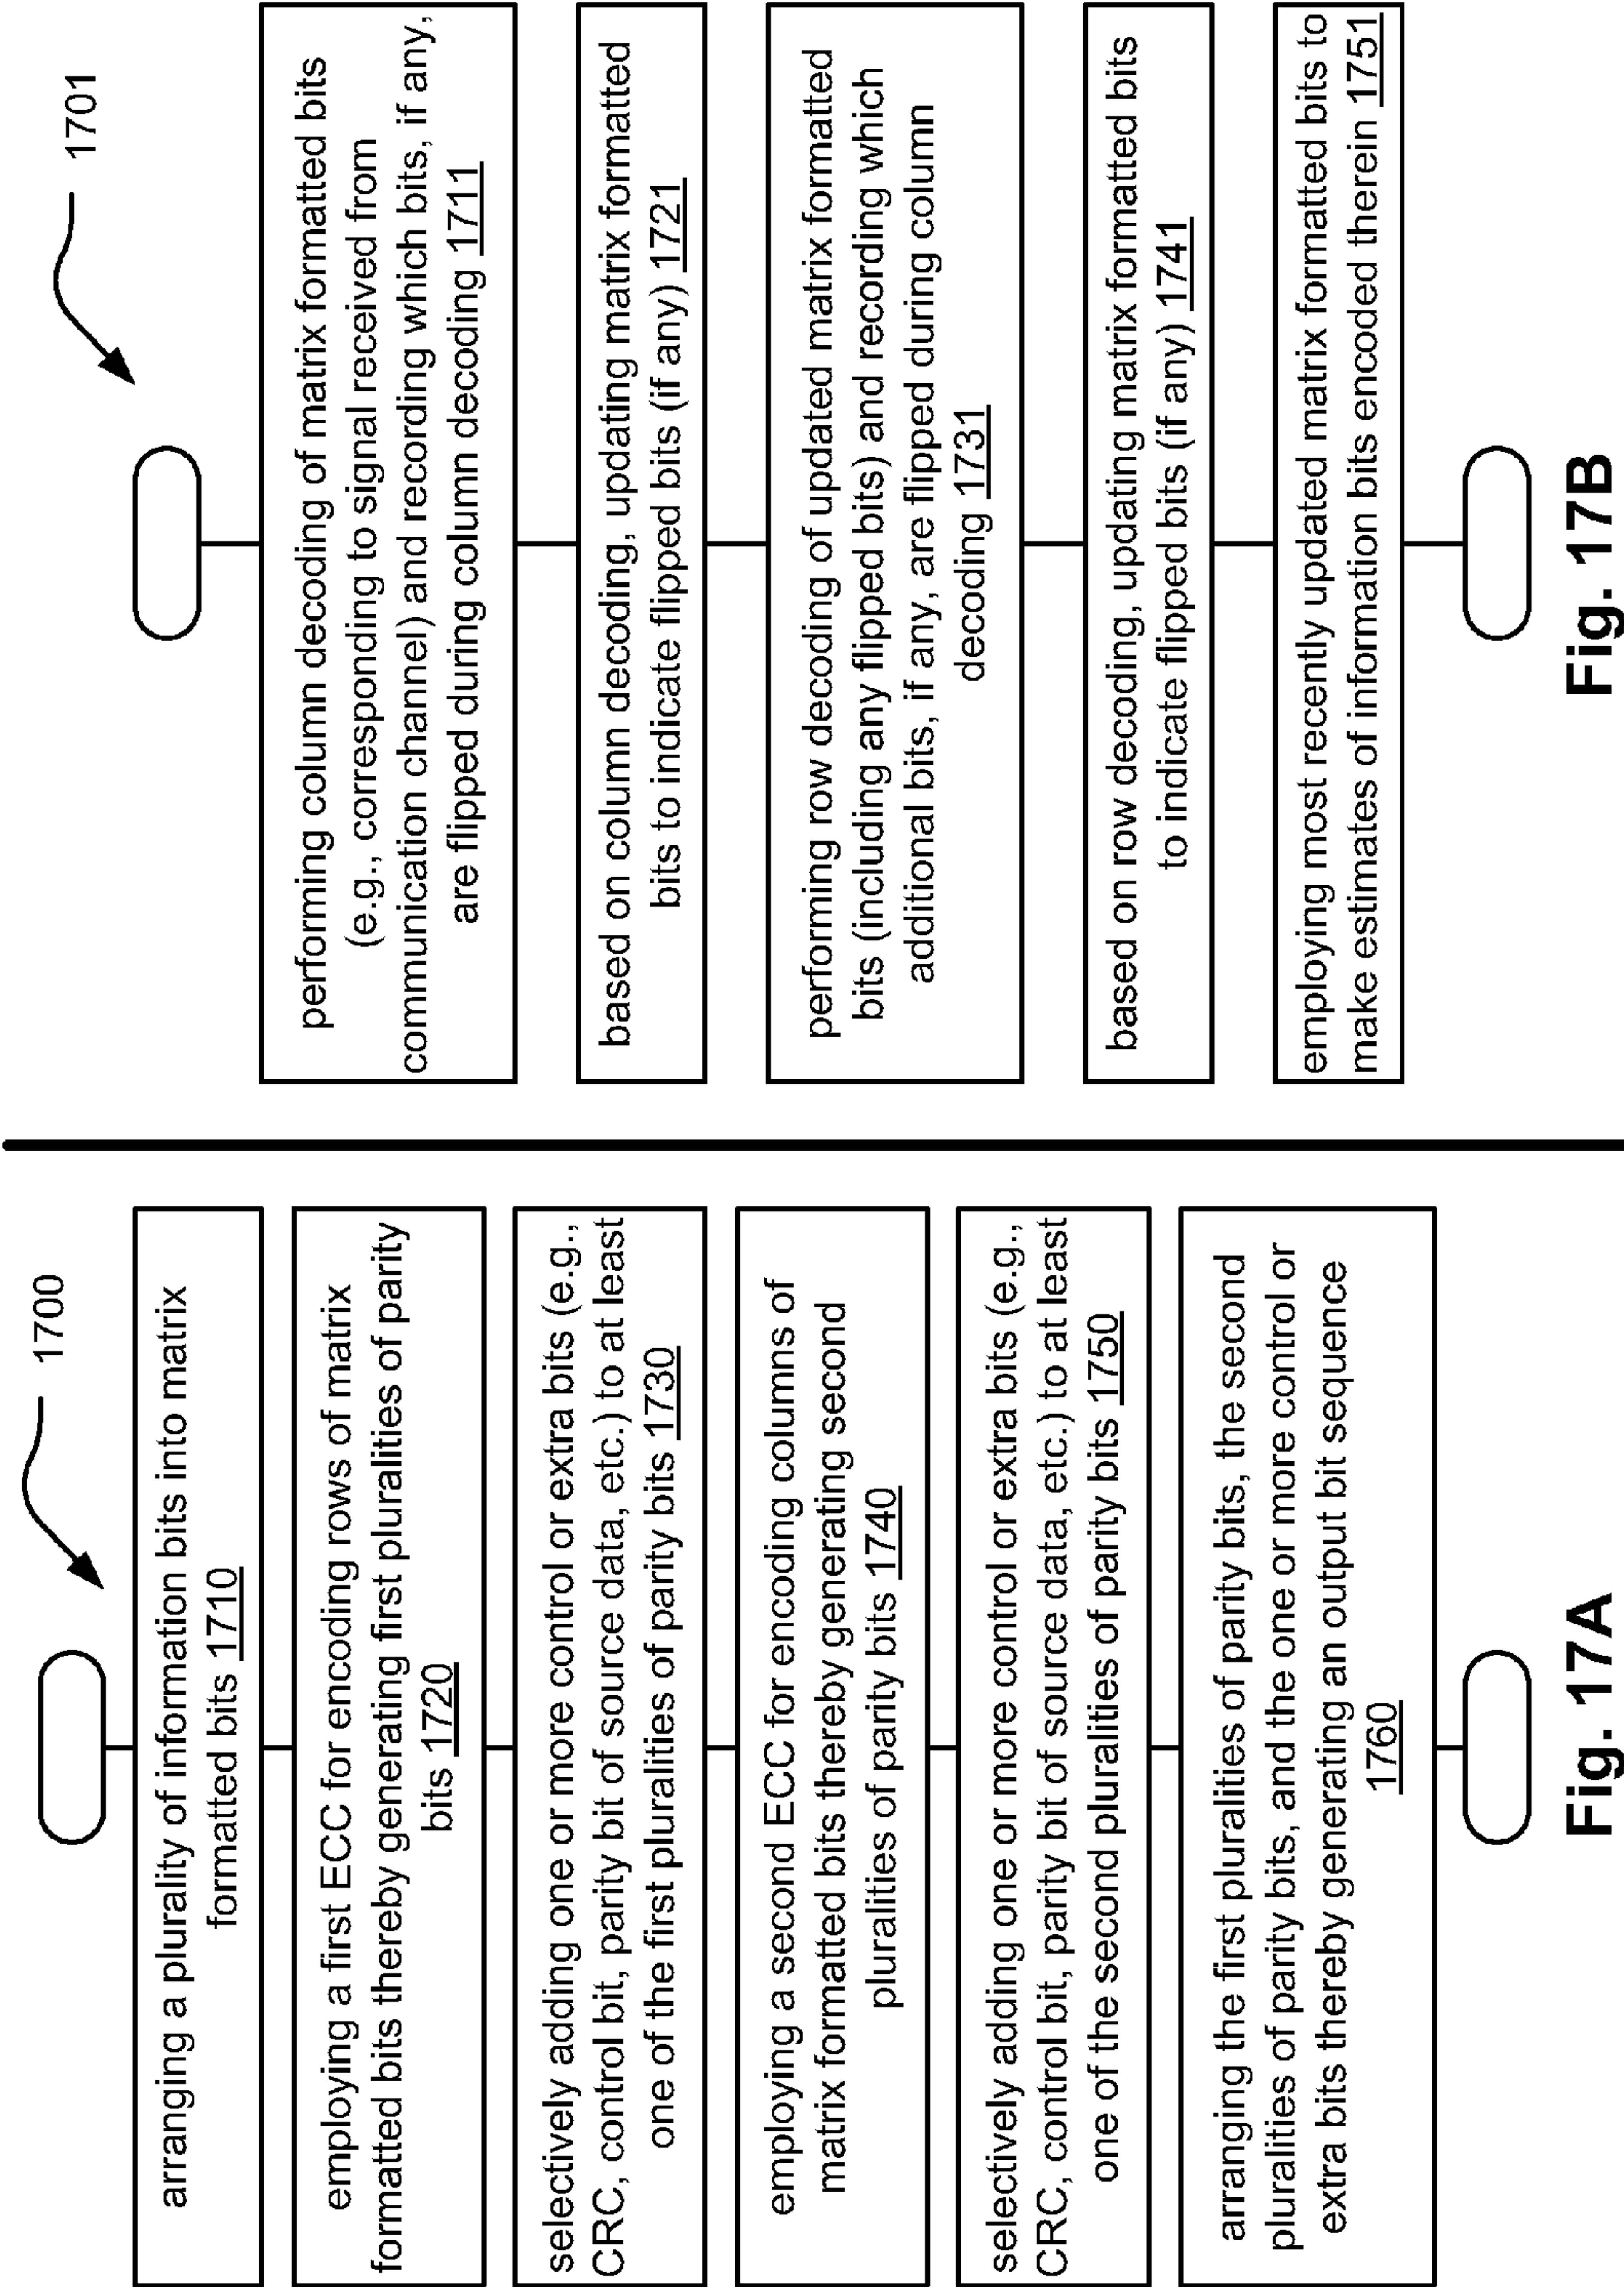 1700
arranging a plurality of information bits into matrix
formatted bits 1710
employing a first ECC for encoding rows of matrix
formatted bits thereby generating first pluralities of parity
bits 1720
selectively adding one or more control or extra bits (e.g.,
CRC, control bit, parity bit of source data, etc.) to at least
one of the first pluralities of parity bits 1730
employing a second ECC for encoding columns of
matrix formatted bits thereby generating second
pluralities of parity bits 1740
selectively adding one or more control or extra bits (e.g.,
CRC, control bit, parity bit of source data, etc.) to at least
one of the second pluralities of parity bits 1750
arranging the first pluralities of parity bits, the second
pluralities of parity bits, and the one or more control or
extra bits thereby generating an output bit sequence
1760
Fig. 17A
1701
performing column decoding of matrix formatted bits
(e.g., corresponding to signal received from
communication channel) and recording which bits, if any,
are flipped during column decoding 1711
based on column decoding, updating matrix formatted
bits to indicate flipped bits (if any) 1721
performing row decoding of updated matrix formatted
bits (including any flipped bits) and recording which
additional bits, if any, are flipped during column
decoding 1731
based on row decoding, updating matrix formatted bits
to indicate flipped bits (if any) 1741
employing most recently updated matrix formatted bits to
make estimates of information bits encoded therein 1751
Fig. 17B